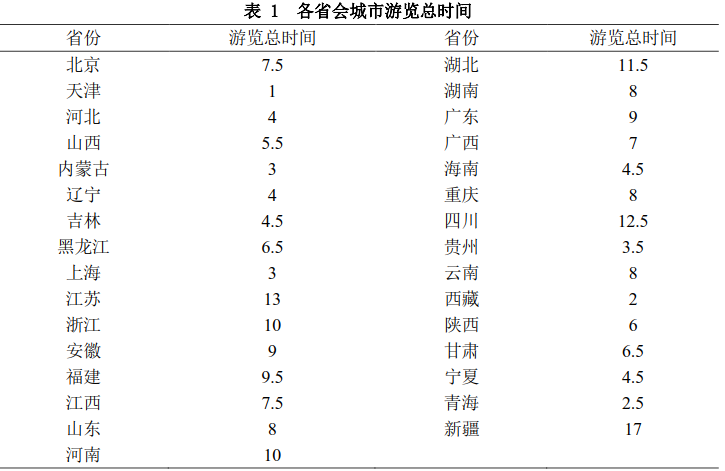 表 1 各省会城市游览总时间
省份 游览总时间 省份 游览总时间
北京 7.5 湖北 11.5
天津 1 湖南 8
河北 4 广东 9
山西 5.5 广西 7
内蒙古 3 海南 4.5
辽宁 4 重庆 8
吉林 4.5 四川 12.5
黑龙江 6.5 贵州 3.5
上海 3 云南 8
江苏 13 西藏 2
浙江 10 陕西 6
安徽 9 甘肃 6.5
福建 9.5 宁夏 4.5
江西 7.5 青海 2.5
山东 8 新疆 17
河南 10